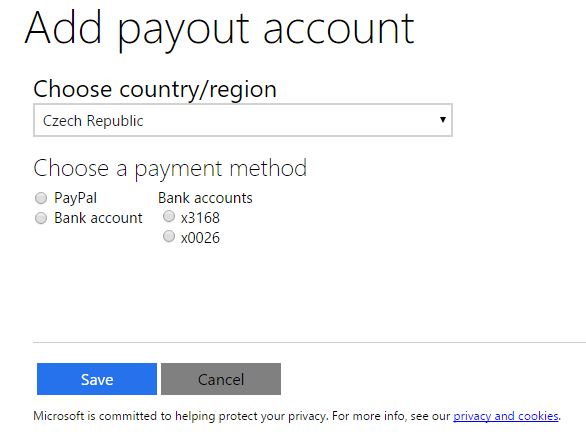 Add payout account
Choose country/region
Czech Republic
Choose a payment method
PayPal
Bank account
Bank accounts
x3168
x0026
Save
Cancel
Microsoft is committed to helping protect your privacy. For more info, see our privacy and cookies.